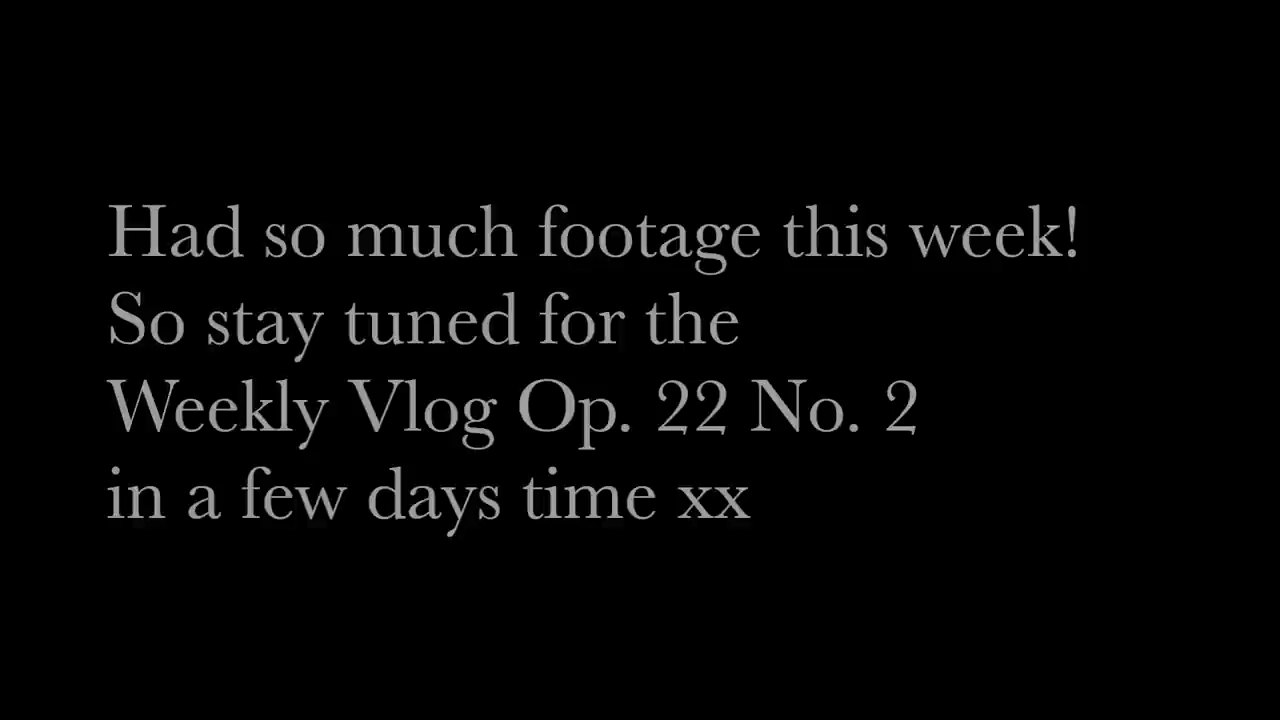 Had so much footage this week!
So stay tuned for the
Weekly Vlog Op. 22 No. 2
in a few days time xx